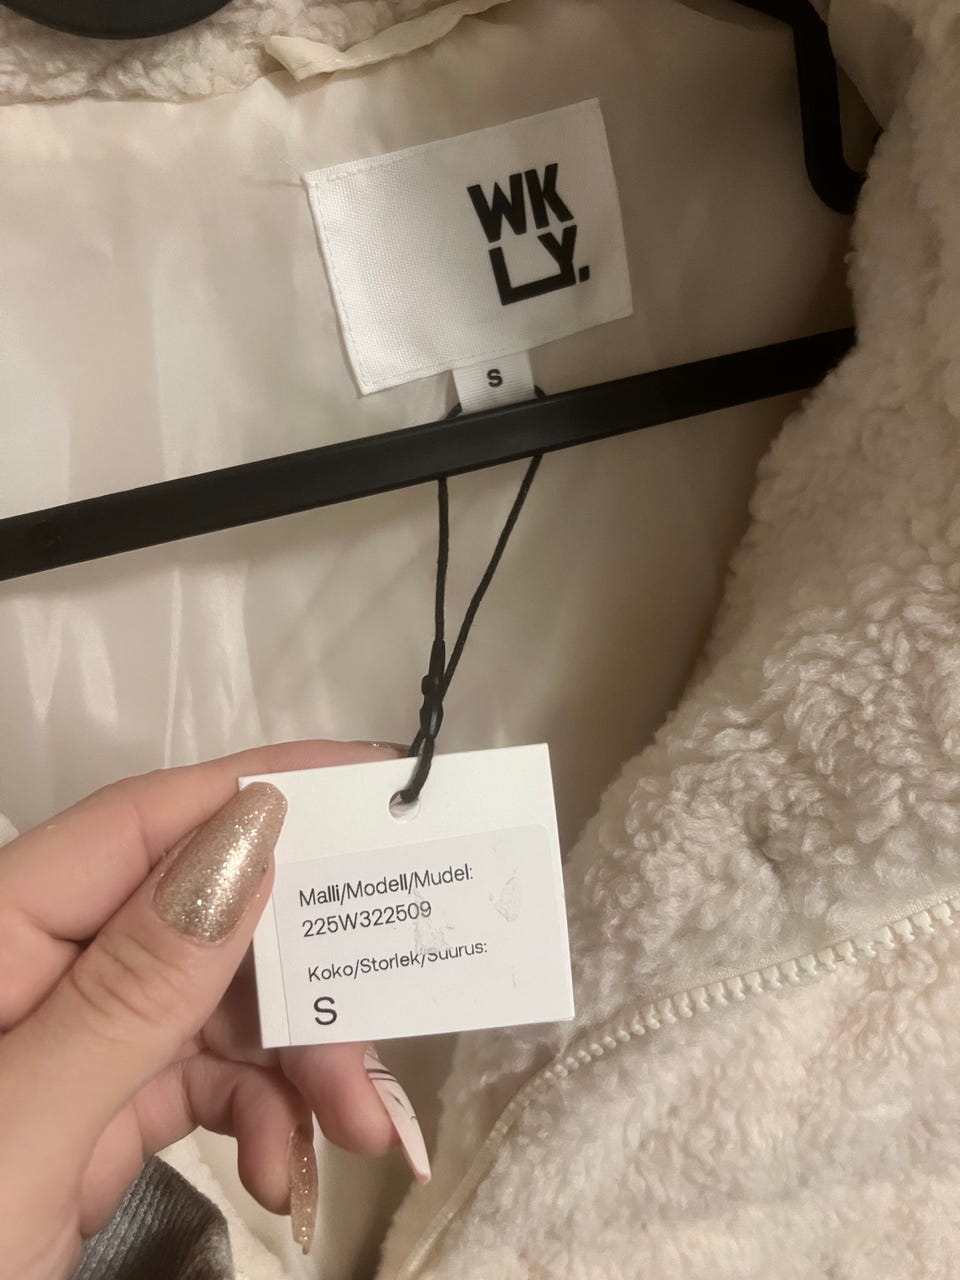 WK
LY.
S
Malli/Modell/Mudel:
225W322509
Koko/Storlek/Suurus:
S